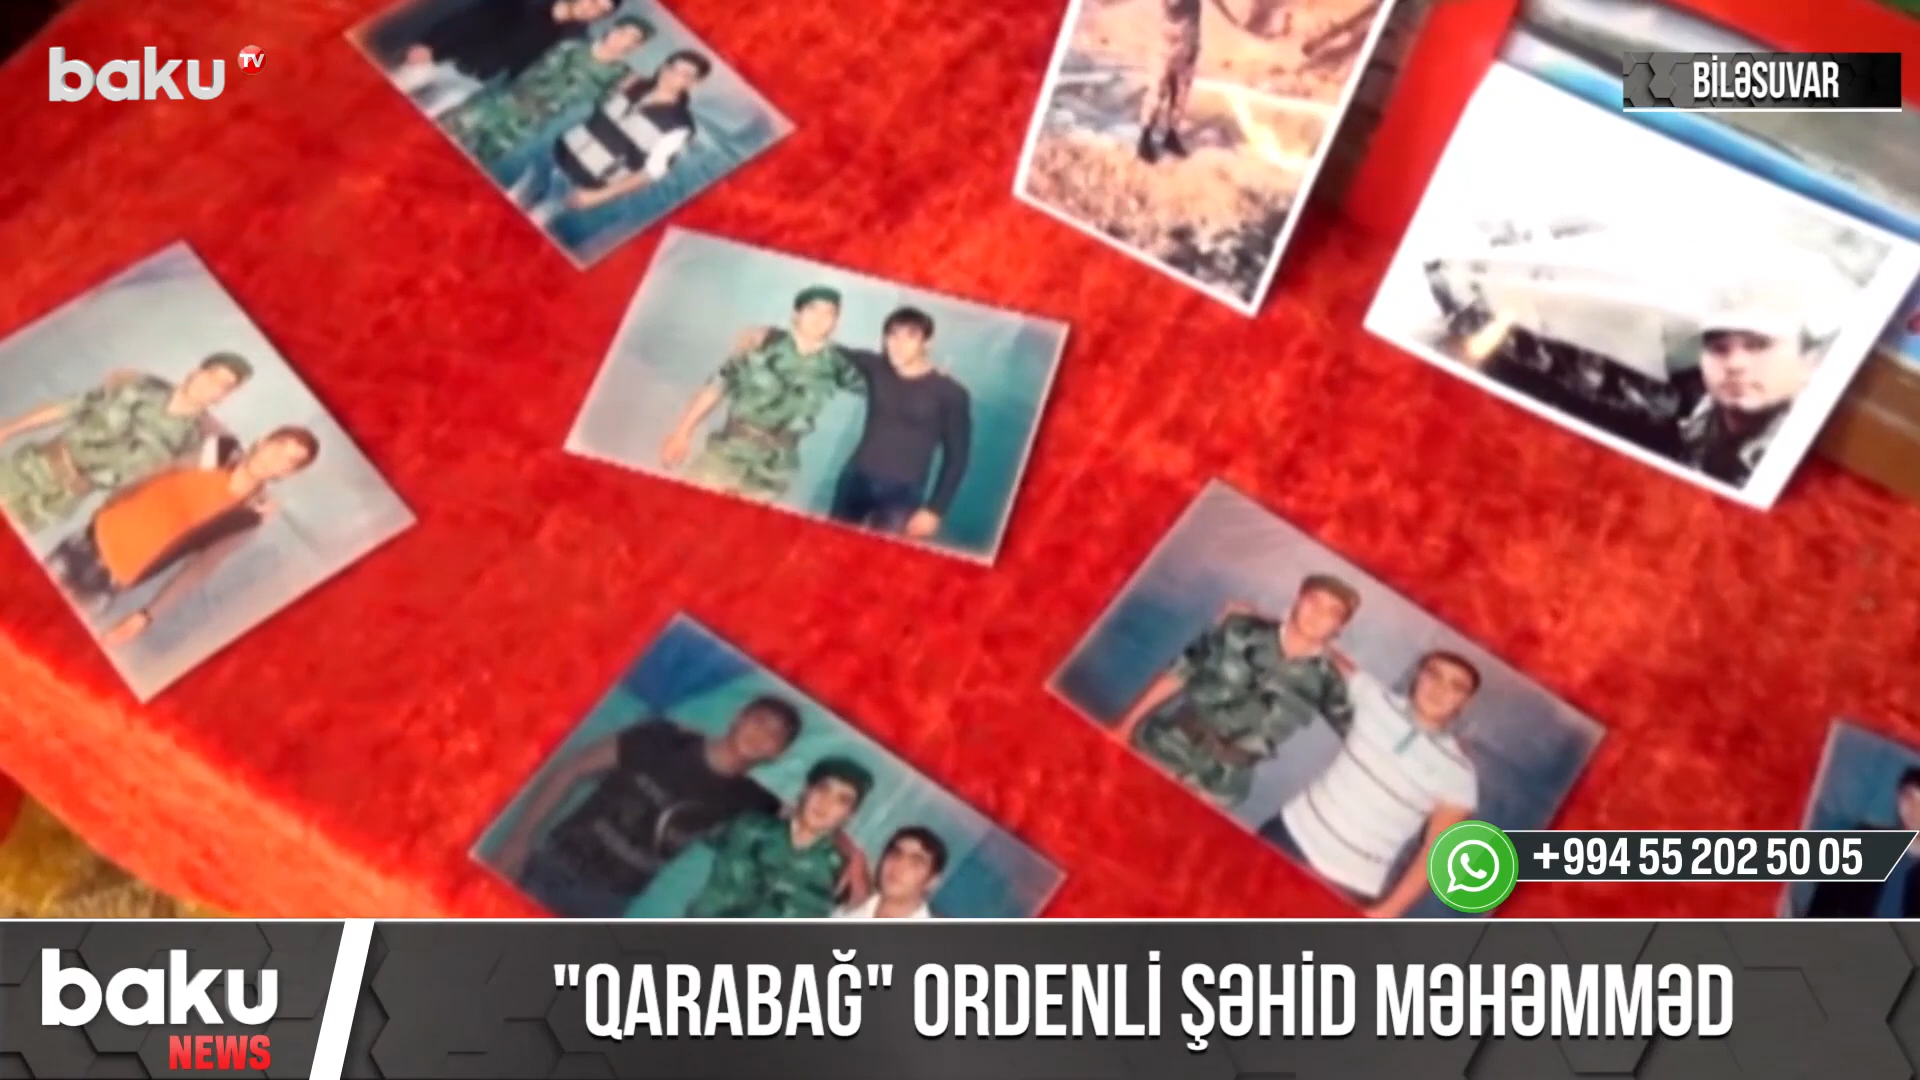 baku TV
BİLƏSUVAR
+994 55 202 50 05
baku
NEWS
"QARABAĞ" ORDENLİ ŞƏHİD MƏHƏMMƏD